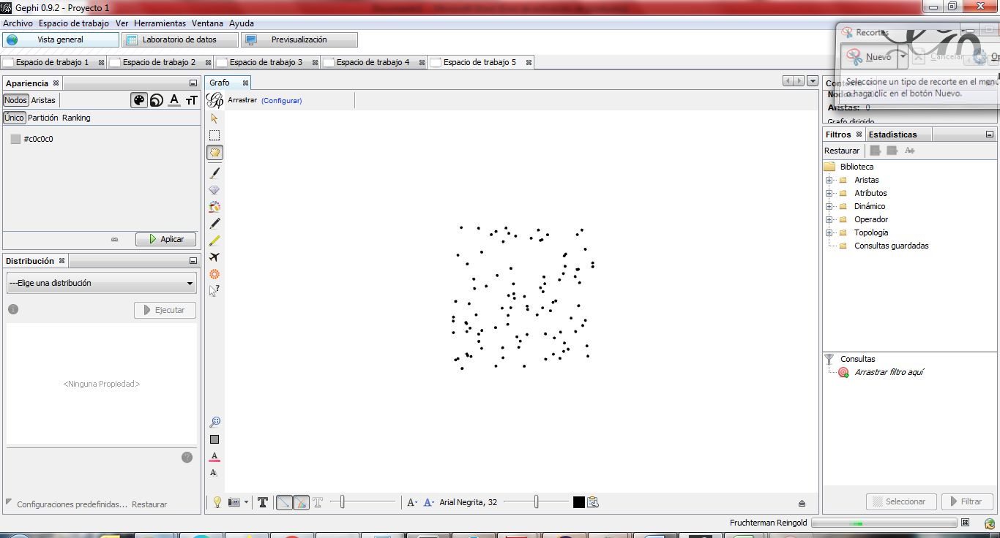 Gephi 0.9.2 - Proyecto 1
Archivo Espacio de trabajo Ver Herramientas Ventana Ayuda
Vista general Laboratorio de datos Previsualización
Recortes
Espacio de trabajo 1 Espacio de trabajo 2 Espacio de trabajo 3 Espacio de trabajo 4 Espacio de trabajo 5
Nuevo Cancelar Op
Apariencia
Grafo
Seleccione un tipo de recorte en el menú
o haga clic en el botón Nuevo.
Nodos Aristas
Arrastrar (Configurar)
Aristas: 0
Grafo dirigido
Único Partición Ranking
#c0c0c0
Aplicar
Filtros Estadísticas
Restaurar
Biblioteca
Aristas
Atributos
Dinámico
Operador
Topología
Consultas guardadas
Distribución
---Elige una distribución
Ejecutar
<Ninguna Propiedad>
Consultas
Arrastrar filtro aquí
Configuraciones predefinidas... Restaurar
Arial Negrita, 32
Seleccionar Filtrar
Fruchterman Reingold